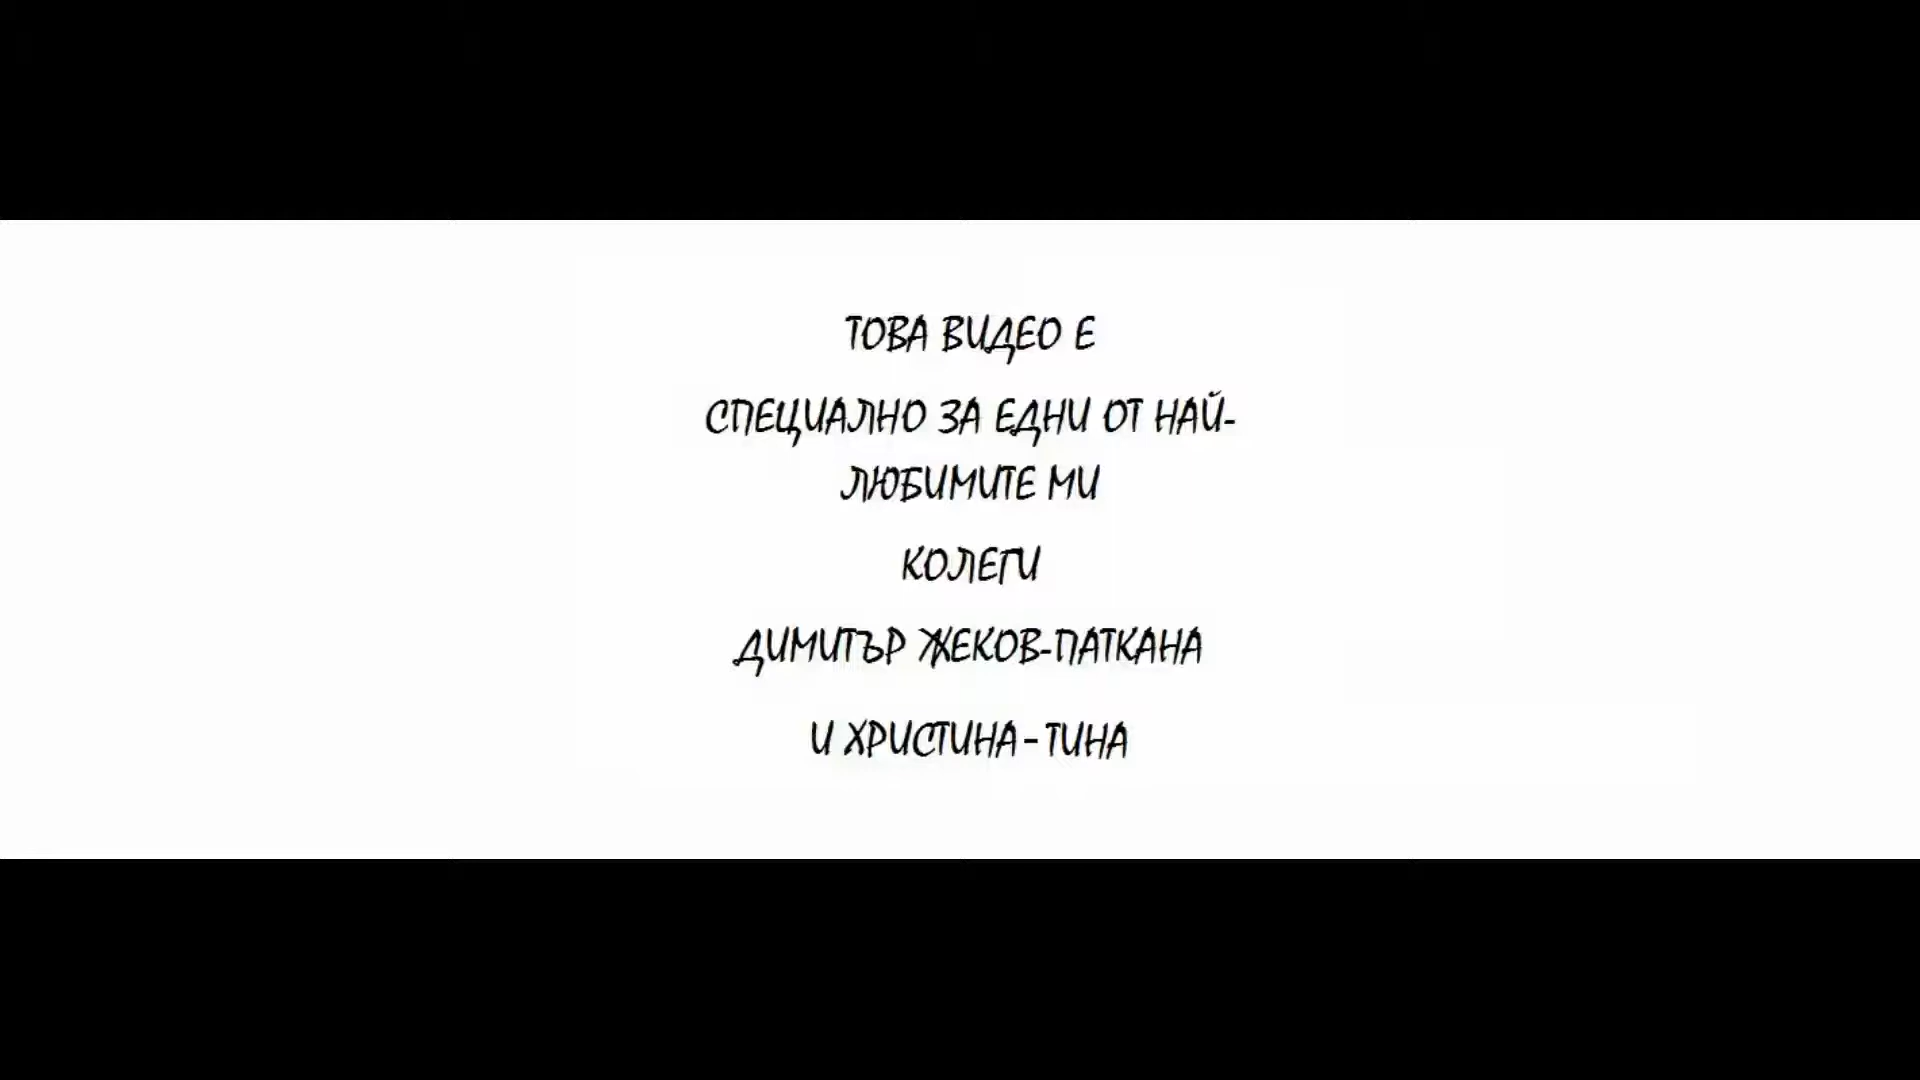 ТОВА ВИДЕО Е
СПЕЦИАЛНО ЗА ЕДНИ ОТ НАЙ-
ЛЮБИМИТЕ МИ
КОЛЕГИ
ДИМИТЪР ЖЕКОВ-ПАТКАНА
И ХРИСТИНА-ТИНА